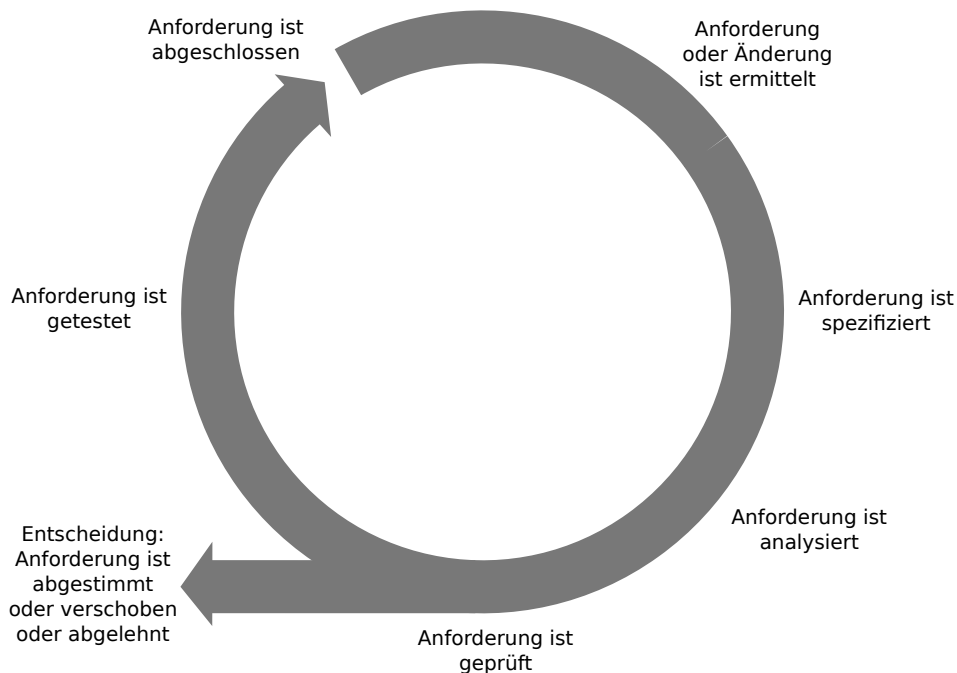 Anforderung ist
abgeschlossen
Anforderung
oder Änderung
ist ermittelt
Anforderung ist
getestet
Anforderung ist
spezifiziert
Anforderung ist
analysiert
Entscheidung:
Anforderung ist
abgestimmt
oder verschoben
oder abgelehnt
Anforderung ist
geprüft